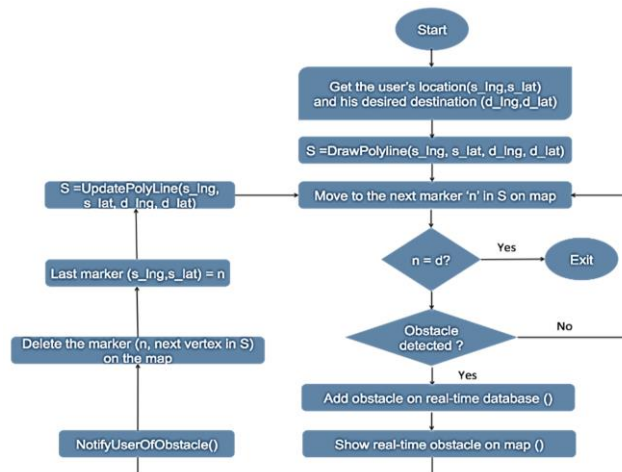 Start
Get the user's location(s_lng,s_lat)
and his desired destination (d_lng,d_lat)
S =DrawPolyline(s_lng, s_lat, d_lng, d_lat)
S =UpdatePolyLine(s_lng,
s_lat, d_lng, d_lat)
Move to the next marker 'n' in S on map
Yes
n = d?
Exit
Last marker (s_lng,s_lat) = n
Obstacle
detected ?
No
Delete the marker (n, next vertex in S)
on the map
Yes
Add obstacle on real-time database ()
NotifyUserOfObstacle()
Show real-time obstacle on map ()